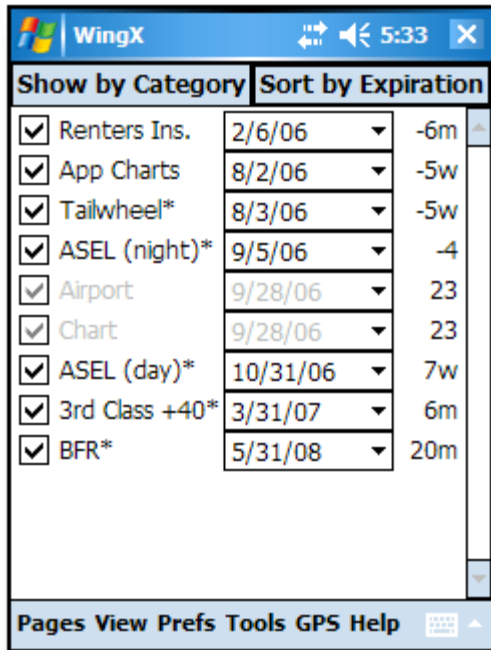 WingX 5:33
Show by Category Sort by Expiration
Renters Ins. 2/6/06 -6m
App Charts 8/2/06 -5w
Tailwheel* 8/3/06 -5w
ASEL (night)* 9/5/06 -4
Airport 9/28/06 23
Chart 9/28/06 23
ASEL (day)* 10/31/06 7w
3rd Class +40* 3/31/07 6m
BFR* 5/31/08 20m
Pages View Prefs Tools GPS Help